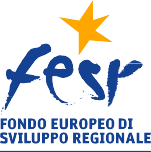 fesr
FONDO EUROPEO DI
SVILUPPO REGIONALE